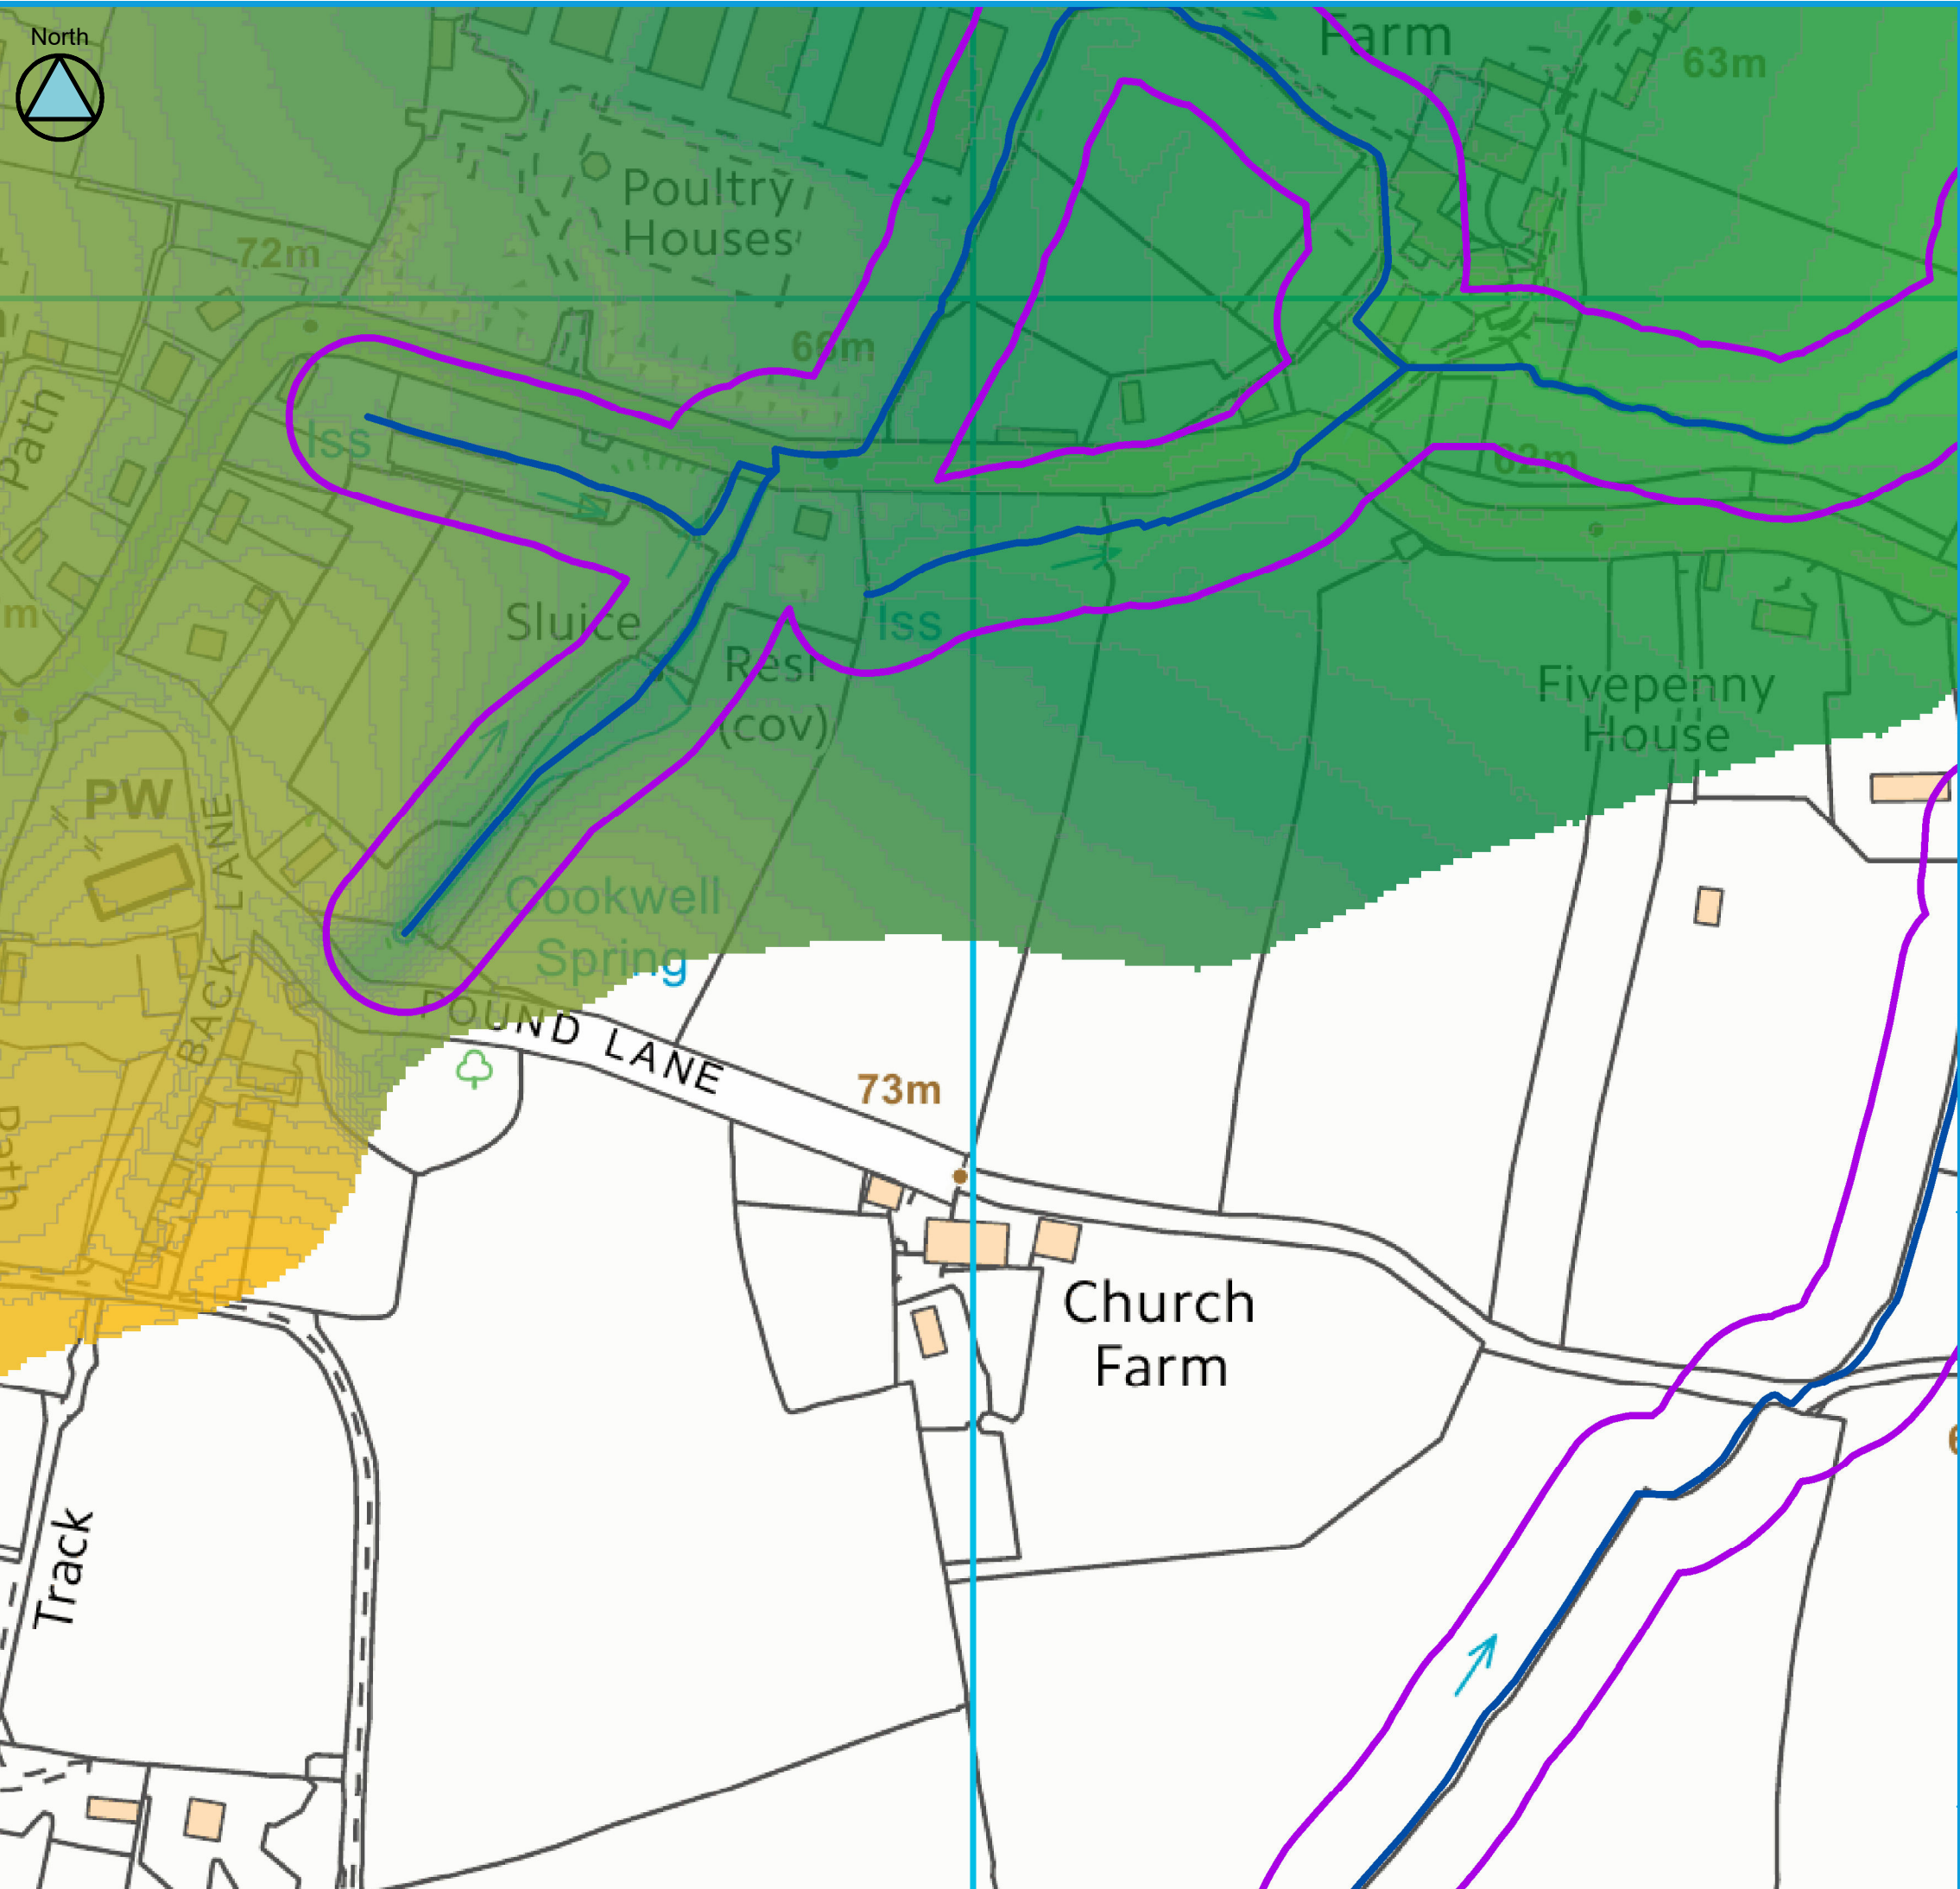 North
Farm
63m
Poultry
Houses
72m
66m
Path
Iss
62m
m
Sluice
Iss
Resr
(cov)
Fivepenny
House
PW
BACK LANE
Cookwell
Spring
POUND LANE
73m
Path
Church
Farm
6
Track